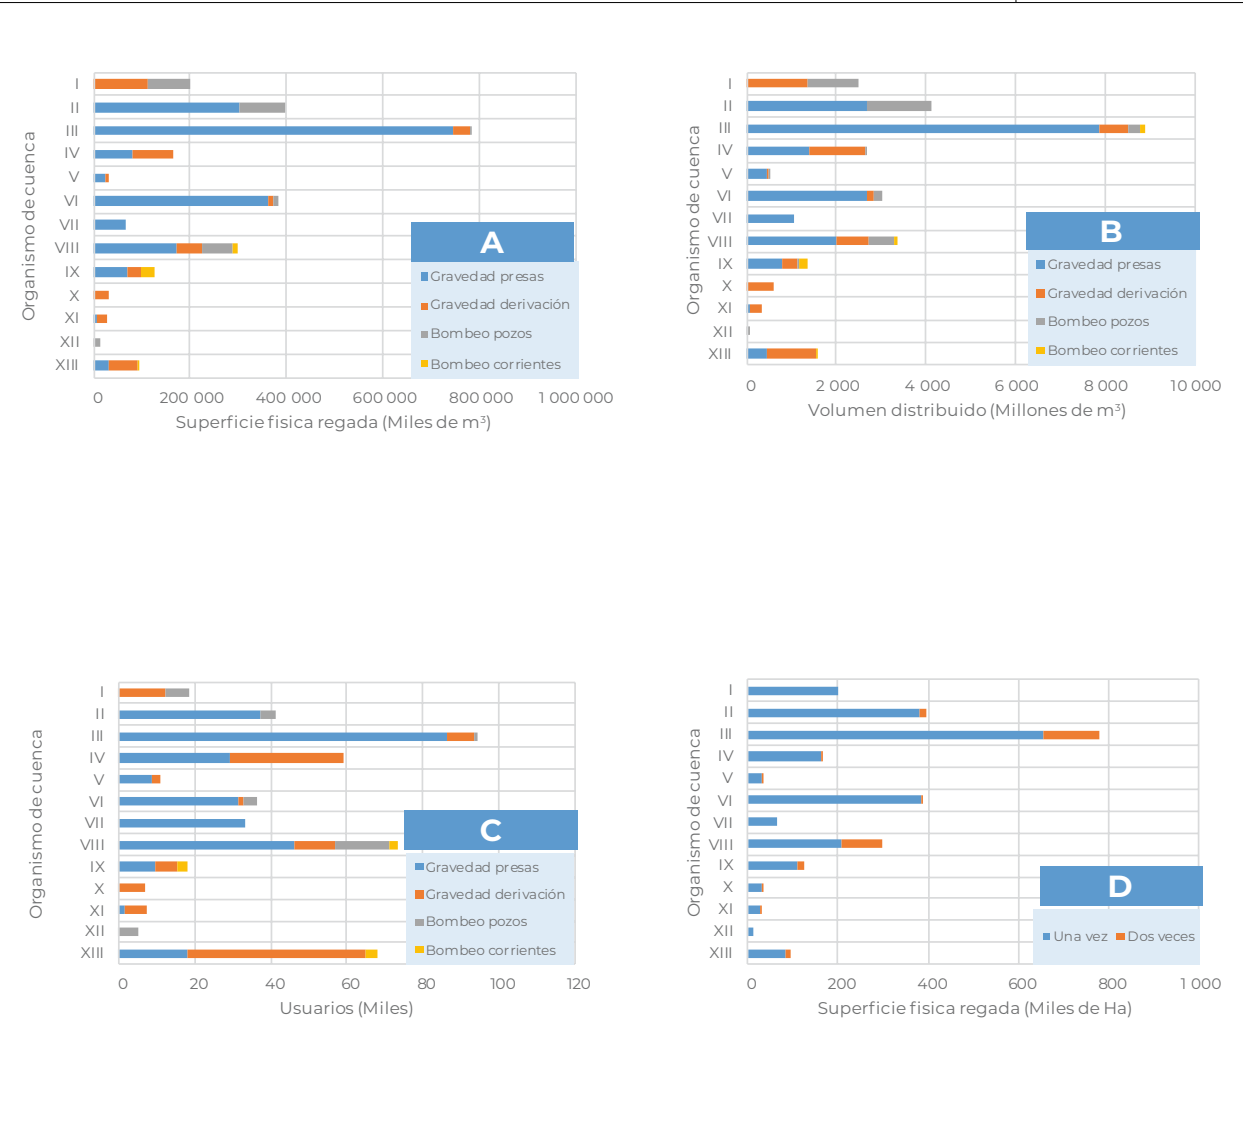 Organismo de cuenca
I
II
III
IV
V
VI
VII
VIII
IX
X
XI
XII
XIII
A
Gravedad presas
Gravedad derivación
Bombeo pozos
Bombeo corrientes
0 200 000 400 000 600 000 800 000 1 000 000
Superficie fisica regada (Miles de m³)
Organismo de cuenca
I
II
III
IV
V
VI
VII
VIII
IX
X
XI
XII
XIII
B
Gravedad presas
Gravedad derivación
Bombeo pozos
Bombeo corrientes
0 2 000 4 000 6 000 8 000 10 000
Volumen distribuido (Millones de m³)
Organismo de cuenca
I
II
III
IV
V
VI
VII
VIII
IX
X
XI
XII
XIII
C
Gravedad presas
Gravedad derivación
Bombeo pozos
Bombeo corrientes
0 20 40 60 80 100 120
Usuarios (Miles)
Organismo de cuenca
I
II
III
IV
V
VI
VII
VIII
IX
X
XI
XII
XIII
D
Una vez Dos veces
0 200 400 600 800 1 000
Superficie fisica regada (Miles de Ha)